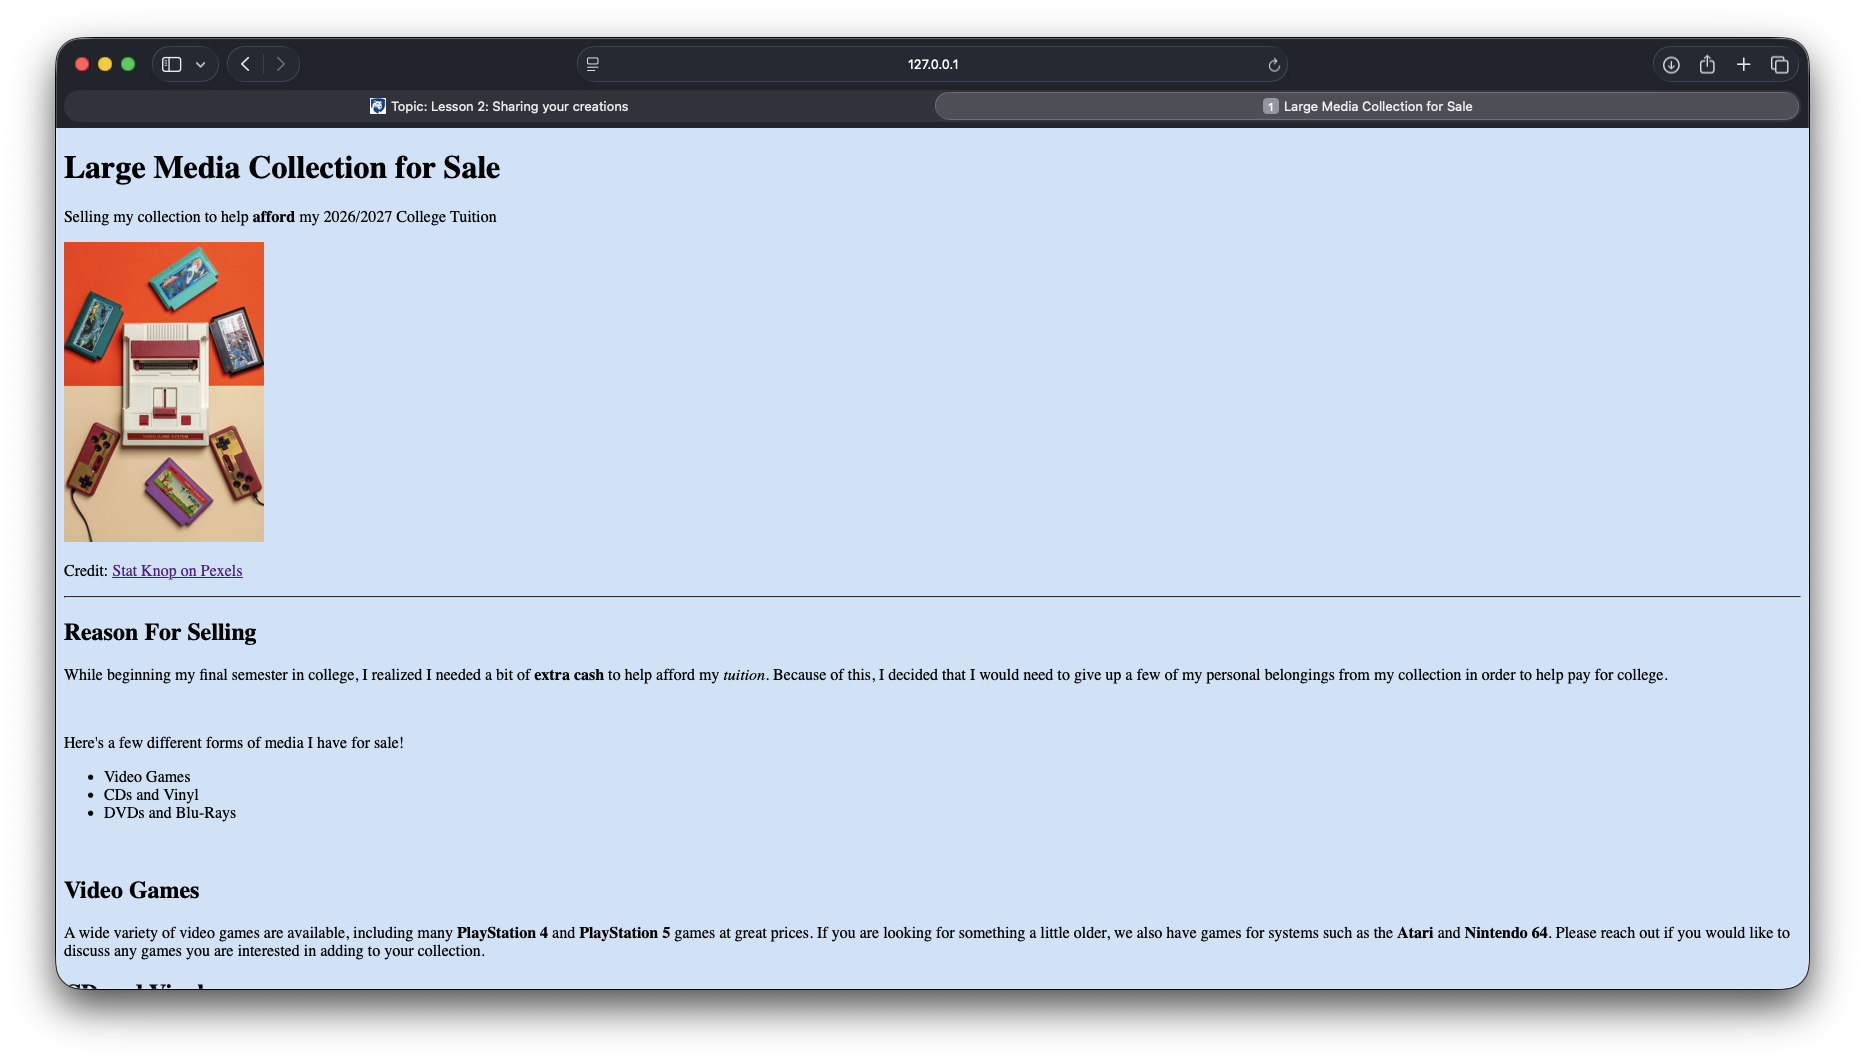 127.0.0.1
Topic: Lesson 2: Sharing your creations
1 Large Media Collection for Sale
Large Media Collection for Sale
Selling my collection to help afford my 2026/2027 College Tuition
VIDEO GAME SYSTEM
Credit: Stat Knop on Pexels
Reason For Selling
While beginning my final semester in college, I realized I needed a bit of extra cash to help afford my tuition. Because of this, I decided that I would need to give up a few of my personal belongings from my collection in order to help pay for college.
Here's a few different forms of media I have for sale!
• Video Games
• CDs and Vinyl
• DVDs and Blu-Rays
Video Games
A wide variety of video games are available, including many PlayStation 4 and PlayStation 5 games at great prices. If you are looking for something a little older, we also have games for systems such as the Atari and Nintendo 64. Please reach out if you would like to
discuss any games you are interested in adding to your collection.